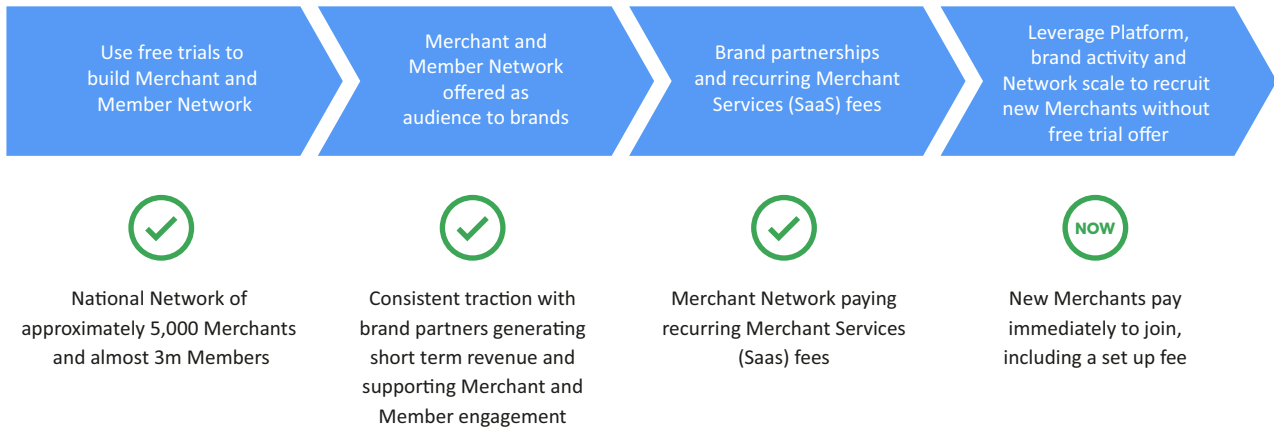 Use free trials to
build Merchant and
Member Network
Merchant and
Member Network
offered as
audience to brands
Brand partnerships
and recurring Merchant
Services (SaaS) fees
Leverage Platform,
brand activity and
Network scale to recruit
new Merchants without
free trial offer
NOW
National Network of
approximately 5,000 Merchants
and almost 3m Members
Consistent traction with
brand partners generating
short term revenue and
supporting Merchant and
Member engagement
Merchant Network paying
recurring Merchant Services
(Saas) fees
New Merchants pay
immediately to join,
including a set up fee